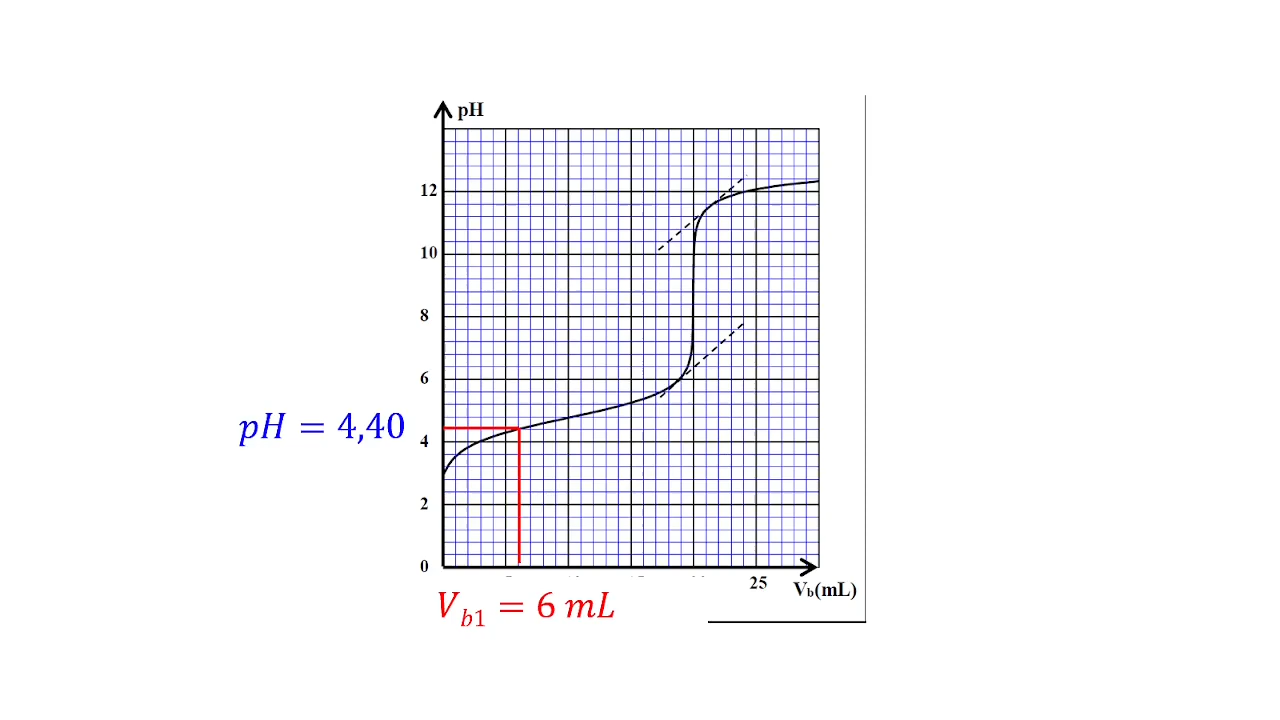 pH
12
10
8
6
pH = 4,40
4
2
0
25
V_b(mL)
V_b1 = 6 mL